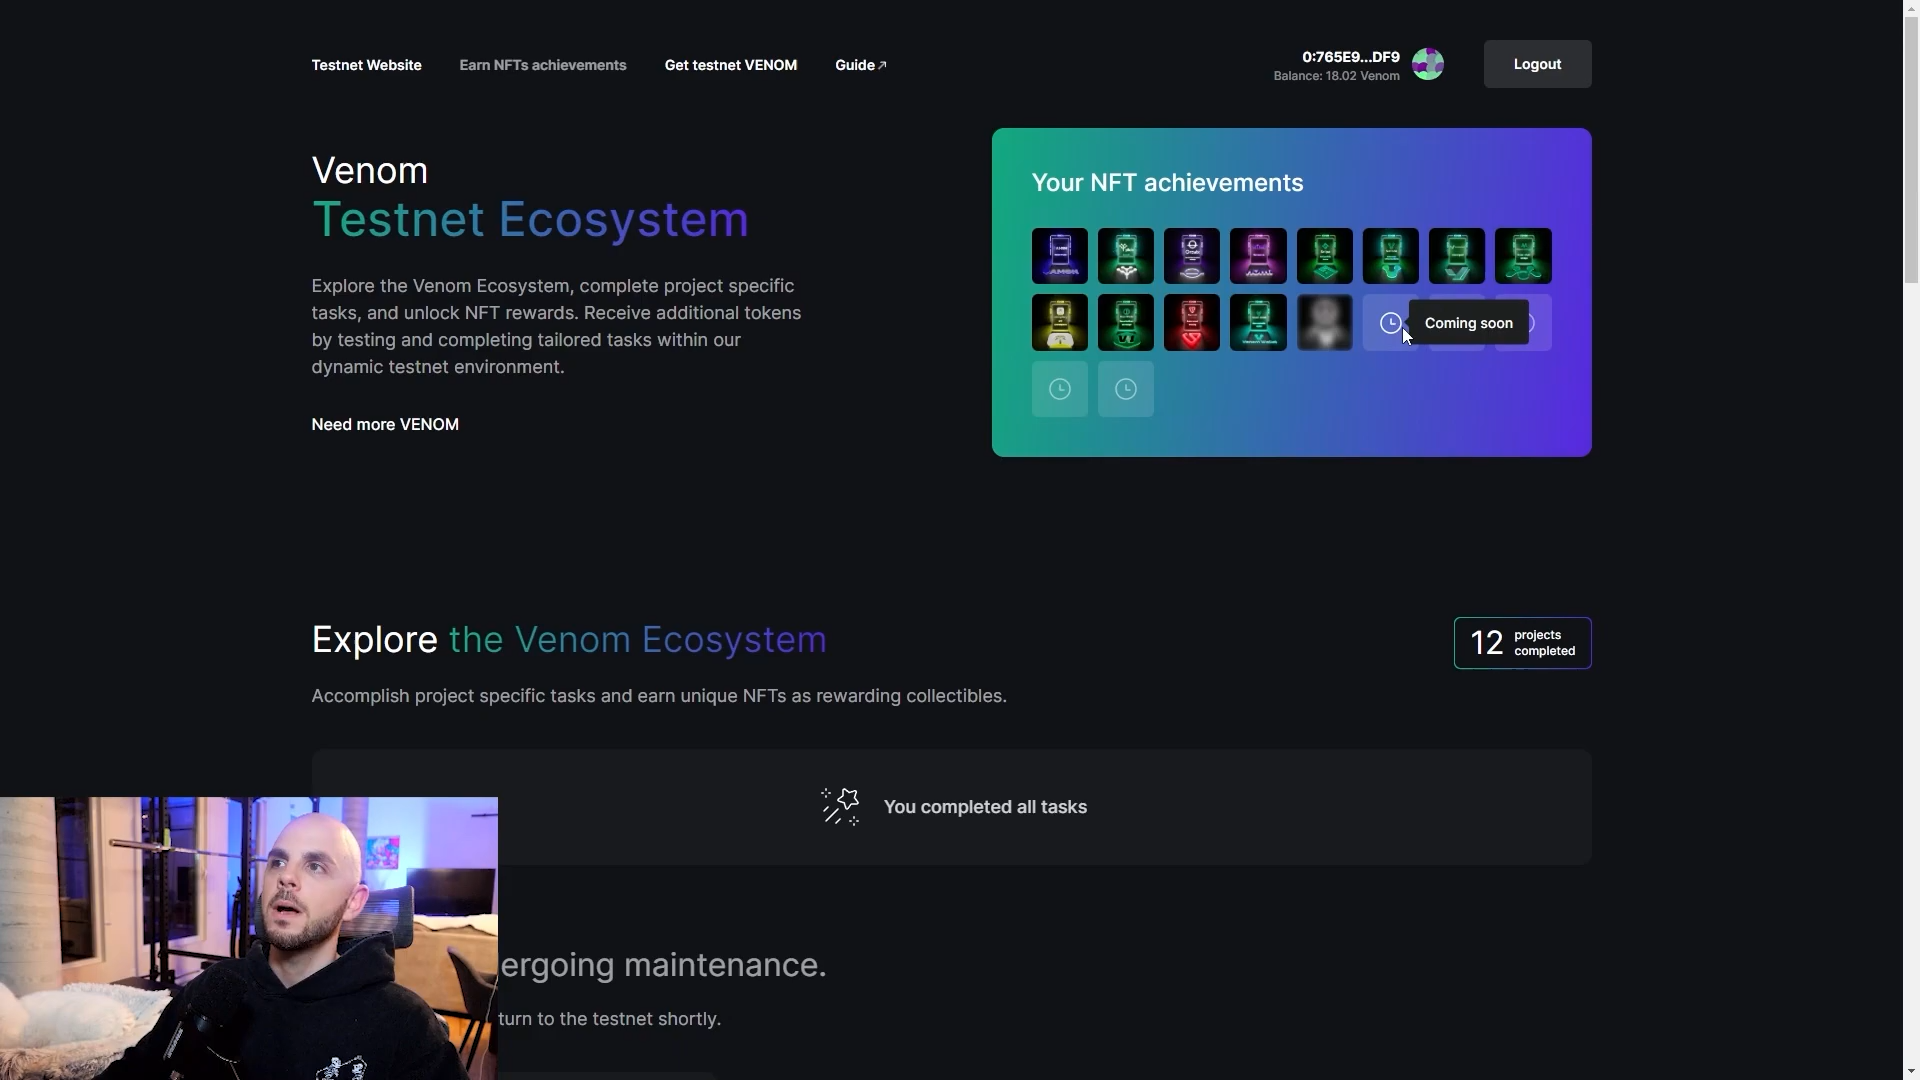 Testnet Website
Earn NFTs achievements
Get testnet VENOM
Guide↗
0:765E9...DF9
Balance: 18.02 Venom
Logout
Venom
Testnet Ecosystem
Explore the Venom Ecosystem, complete project specific
tasks, and unlock NFT rewards. Receive additional tokens
by testing and completing tailored tasks within our
dynamic testnet environment.
Need more VENOM
Your NFT achievements
Coming soon
Explore the Venom Ecosystem
12 projects
completed
Accomplish project specific tasks and earn unique NFTs as rewarding collectibles.
You completed all tasks
ergoing maintenance.
turn to the testnet shortly.